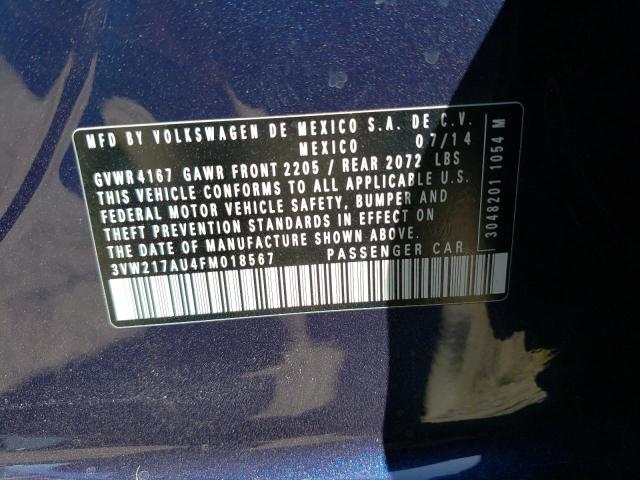 MFD BY VOLKSWAGEN DE MEXICO S.A. DE C.V.
MEXICO 07/14
GVWR4167 GAWR FRONT 2205 / REAR 2072 LBS
THIS VEHICLE CONFORMS TO ALL APPLICABLE U.S.
FEDERAL MOTOR VEHICLE SAFETY, BUMPER AND
THEFT PREVENTION STANDARDS IN EFFECT ON
THE DATE OF MANUFACTURE SHOWN ABOVE.
3VW217AU4FM018567 PASSENGER CAR
3048201 1054 M